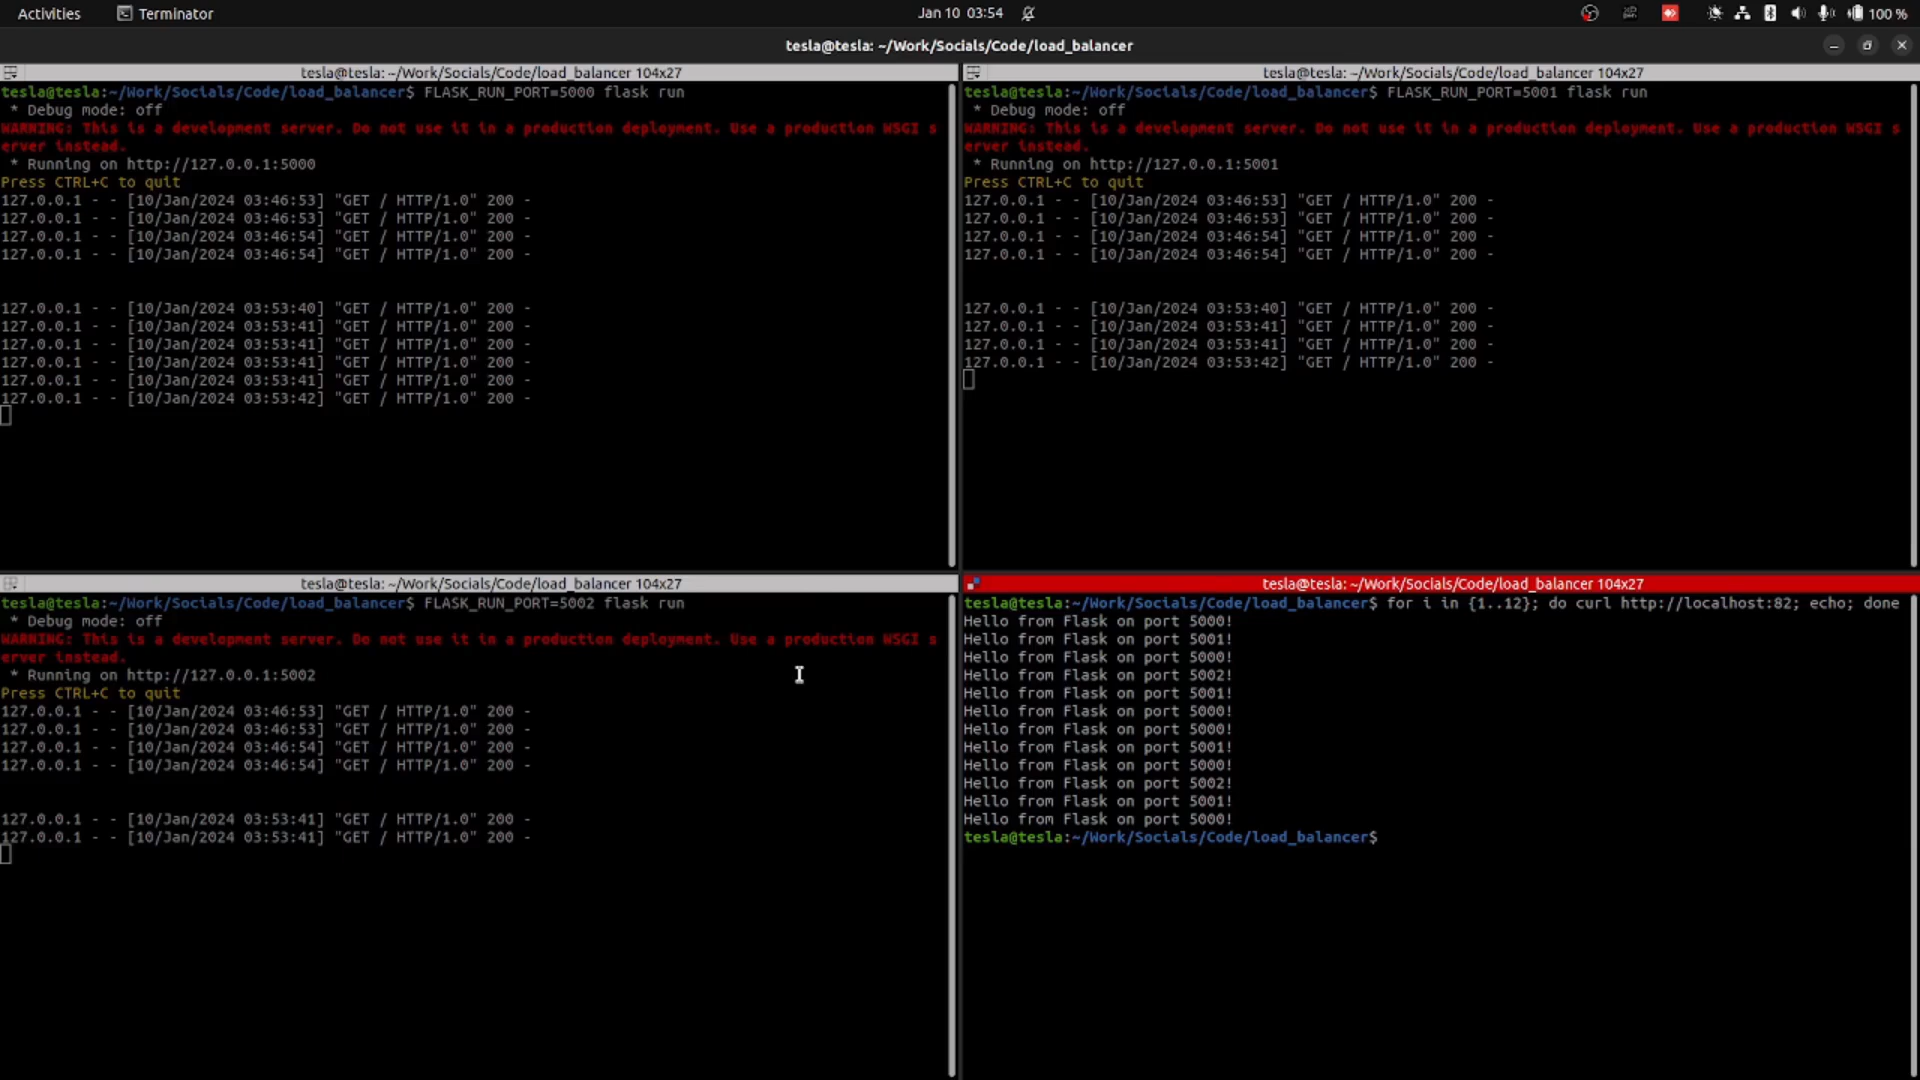 Activities Terminator Jan 10 03:54 100 %
tesla@tesla: ~/Work/Socials/Code/load_balancer
tesla@tesla: ~/Work/Socials/Code/load_balancer 104x27
tesla@tesla:~/Work/Socials/Code/load_balancer$ FLASK_RUN_PORT=5000 flask run
* Debug mode: off
WARNING: This is a development server. Do not use it in a production deployment. Use a production WSGI s
erver instead.
* Running on http://127.0.0.1:5000
Press CTRL+C to quit
127.0.0.1 - - [10/Jan/2024 03:46:53] "GET / HTTP/1.0" 200 -
127.0.0.1 - - [10/Jan/2024 03:46:53] "GET / HTTP/1.0" 200 -
127.0.0.1 - - [10/Jan/2024 03:46:54] "GET / HTTP/1.0" 200 -
127.0.0.1 - - [10/Jan/2024 03:46:54] "GET / HTTP/1.0" 200 -
127.0.0.1 - - [10/Jan/2024 03:53:40] "GET / HTTP/1.0" 200 -
127.0.0.1 - - [10/Jan/2024 03:53:41] "GET / HTTP/1.0" 200 -
127.0.0.1 - - [10/Jan/2024 03:53:41] "GET / HTTP/1.0" 200 -
127.0.0.1 - - [10/Jan/2024 03:53:41] "GET / HTTP/1.0" 200 -
127.0.0.1 - - [10/Jan/2024 03:53:41] "GET / HTTP/1.0" 200 -
127.0.0.1 - - [10/Jan/2024 03:53:42] "GET / HTTP/1.0" 200 -
tesla@tesla: ~/Work/Socials/Code/load_balancer 104x27
tesla@tesla:~/Work/Socials/Code/load_balancer$ FLASK_RUN_PORT=5001 flask run
* Debug mode: off
WARNING: This is a development server. Do not use it in a production deployment. Use a production WSGI s
erver instead.
* Running on http://127.0.0.1:5001
Press CTRL+C to quit
127.0.0.1 - - [10/Jan/2024 03:46:53] "GET / HTTP/1.0" 200 -
127.0.0.1 - - [10/Jan/2024 03:46:53] "GET / HTTP/1.0" 200 -
127.0.0.1 - - [10/Jan/2024 03:46:54] "GET / HTTP/1.0" 200 -
127.0.0.1 - - [10/Jan/2024 03:46:54] "GET / HTTP/1.0" 200 -
127.0.0.1 - - [10/Jan/2024 03:53:40] "GET / HTTP/1.0" 200 -
127.0.0.1 - - [10/Jan/2024 03:53:41] "GET / HTTP/1.0" 200 -
127.0.0.1 - - [10/Jan/2024 03:53:41] "GET / HTTP/1.0" 200 -
127.0.0.1 - - [10/Jan/2024 03:53:42] "GET / HTTP/1.0" 200 -
tesla@tesla: ~/Work/Socials/Code/load_balancer 104x27
tesla@tesla:~/Work/Socials/Code/load_balancer$ FLASK_RUN_PORT=5002 flask run
* Debug mode: off
WARNING: This is a development server. Do not use it in a production deployment. Use a production WSGI s
erver instead.
* Running on http://127.0.0.1:5002
Press CTRL+C to quit
127.0.0.1 - - [10/Jan/2024 03:46:53] "GET / HTTP/1.0" 200 -
127.0.0.1 - - [10/Jan/2024 03:46:53] "GET / HTTP/1.0" 200 -
127.0.0.1 - - [10/Jan/2024 03:46:54] "GET / HTTP/1.0" 200 -
127.0.0.1 - - [10/Jan/2024 03:46:54] "GET / HTTP/1.0" 200 -
127.0.0.1 - - [10/Jan/2024 03:53:41] "GET / HTTP/1.0" 200 -
127.0.0.1 - - [10/Jan/2024 03:53:41] "GET / HTTP/1.0" 200 -
tesla@tesla: ~/Work/Socials/Code/load_balancer 104x27
tesla@tesla:~/Work/Socials/Code/load_balancer$ for i in {1..12}; do curl http://localhost:82; echo; done
Hello from Flask on port 5000!
Hello from Flask on port 5001!
Hello from Flask on port 5000!
Hello from Flask on port 5002!
Hello from Flask on port 5001!
Hello from Flask on port 5000!
Hello from Flask on port 5000!
Hello from Flask on port 5001!
Hello from Flask on port 5000!
Hello from Flask on port 5002!
Hello from Flask on port 5001!
Hello from Flask on port 5000!
tesla@tesla:~/Work/Socials/Code/load_balancer$